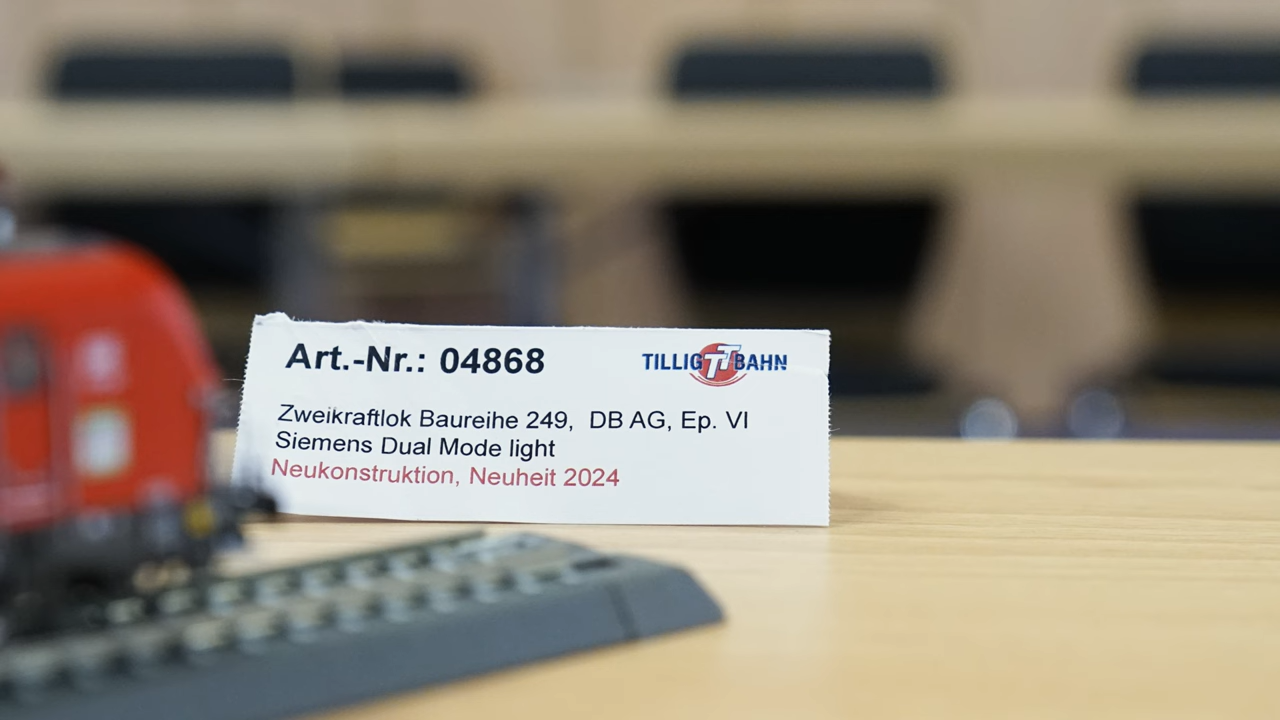 Art.-Nr.: 04868
TILLIG TT BAHN
Zweikraftlok Baureihe 249, DB AG, Ep. VI
Siemens Dual Mode light
Neukonstruktion, Neuheit 2024